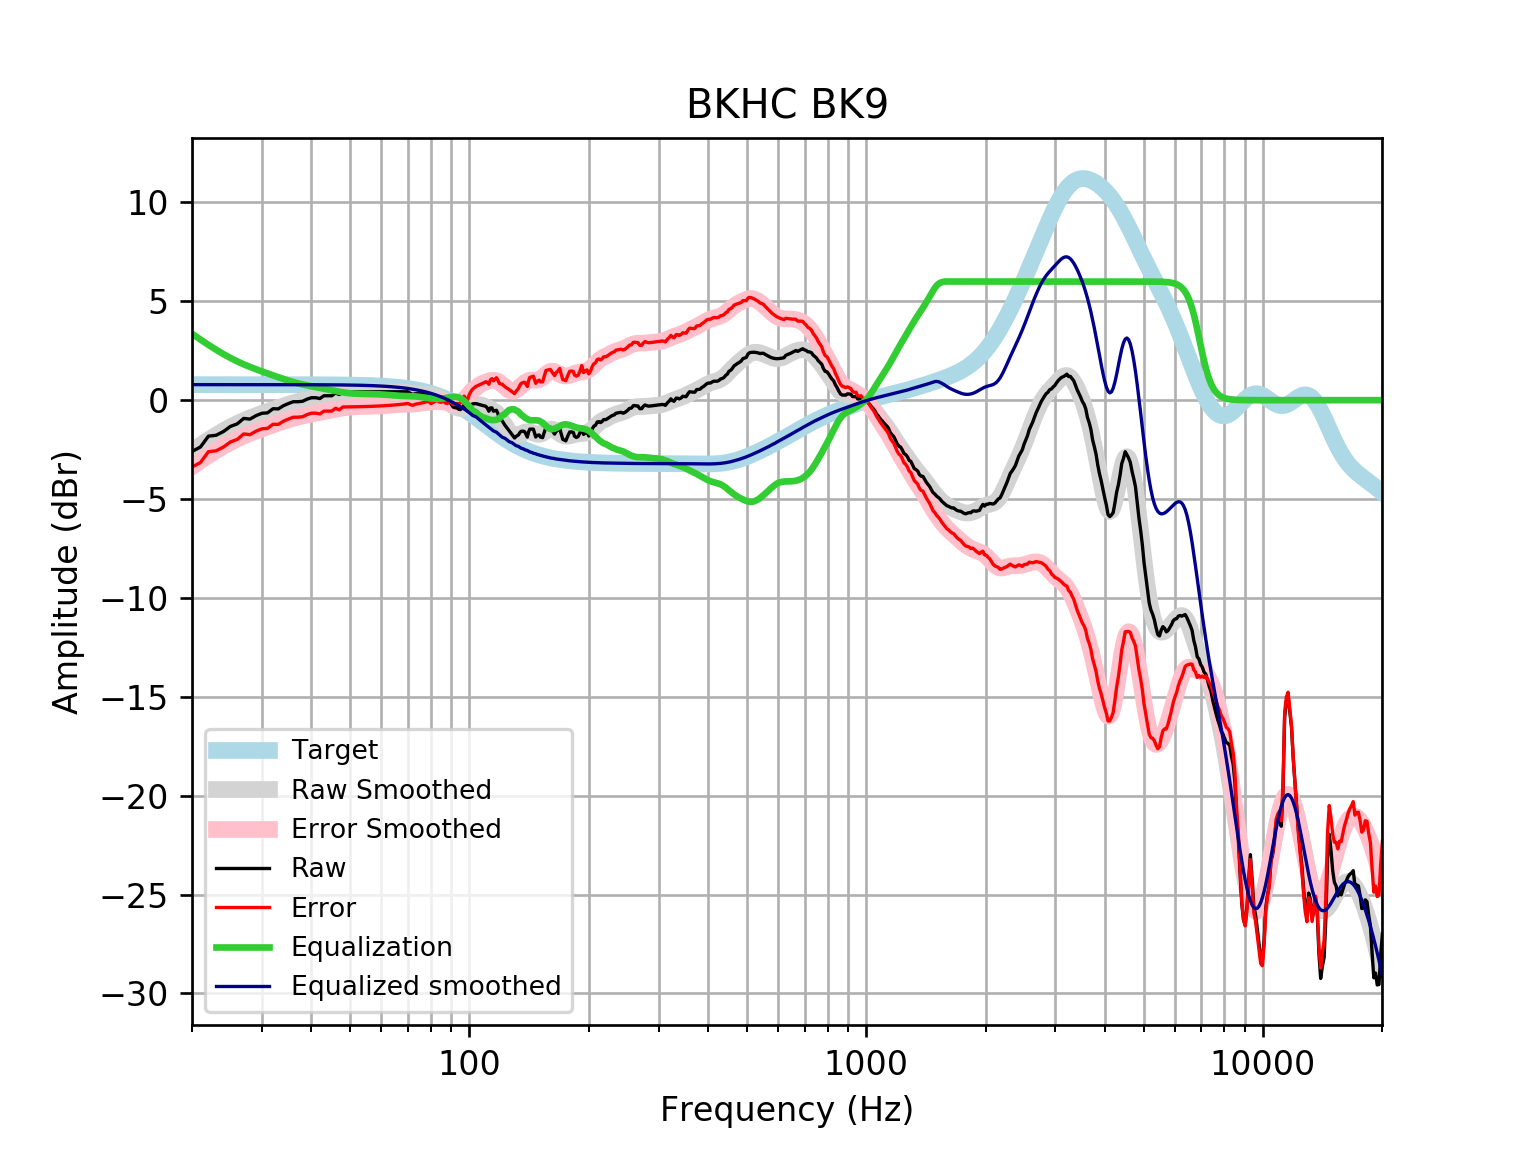 BKHC BK9
10
5
0
−5
−10
−15
−20
−25
−30
Amplitude (dBr)
Target
Raw Smoothed
Error Smoothed
Raw
Error
Equalization
Equalized smoothed
100
1000
10000
Frequency (Hz)